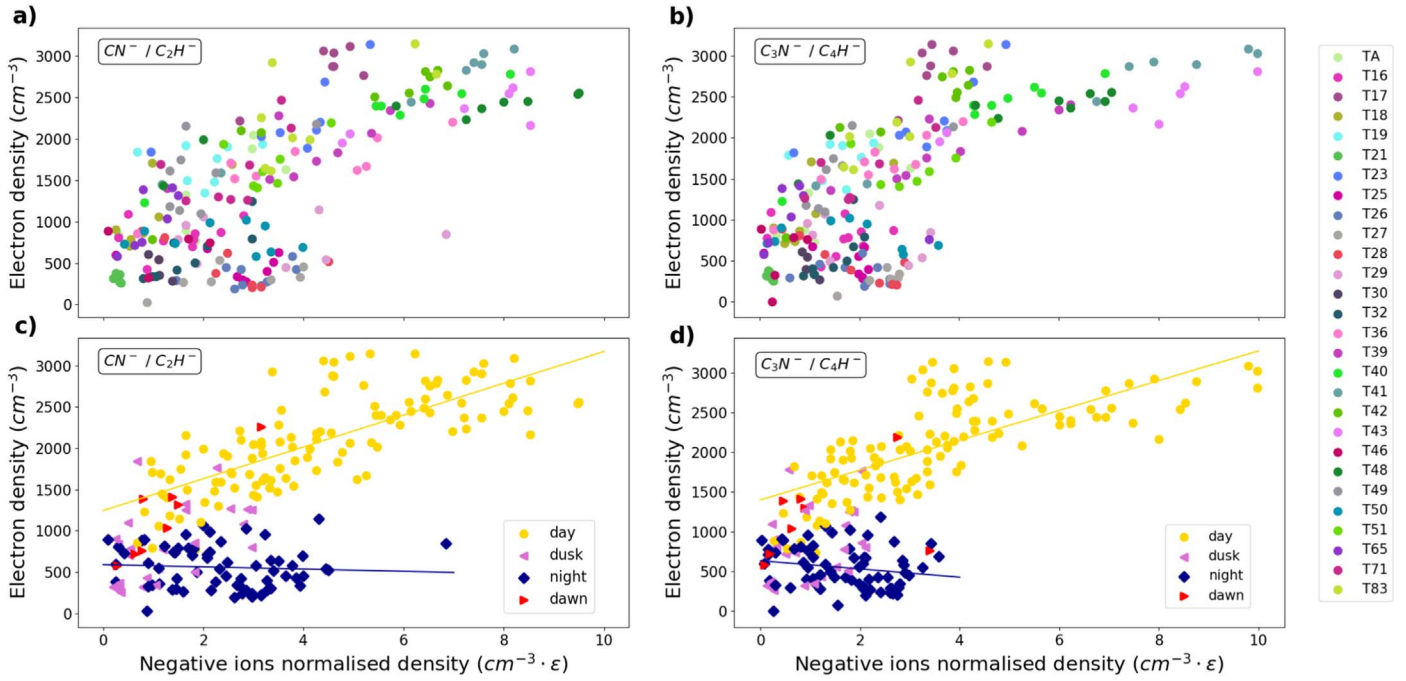 a)
CN⁻ / C₂H⁻
Electron density (cm⁻³)
3000
2500
2000
1500
1000
500
0
b)
C₃N⁻ / C₄H⁻
Electron density (cm⁻³)
3000
2500
2000
1500
1000
500
0
c)
CN⁻ / C₂H⁻
Electron density (cm⁻³)
3000
2500
2000
1500
1000
500
0
day
dusk
night
dawn
0 2 4 6 8 10
Negative ions normalised density (cm⁻³ · ε)
d)
C₃N⁻ / C₄H⁻
Electron density (cm⁻³)
3000
2500
2000
1500
1000
500
0
day
dusk
night
dawn
0 2 4 6 8 10
Negative ions normalised density (cm⁻³ · ε)
TA
T16
T17
T18
T19
T21
T23
T25
T26
T27
T28
T29
T30
T32
T36
T39
T40
T41
T42
T43
T46
T48
T49
T50
T51
T65
T71
T83